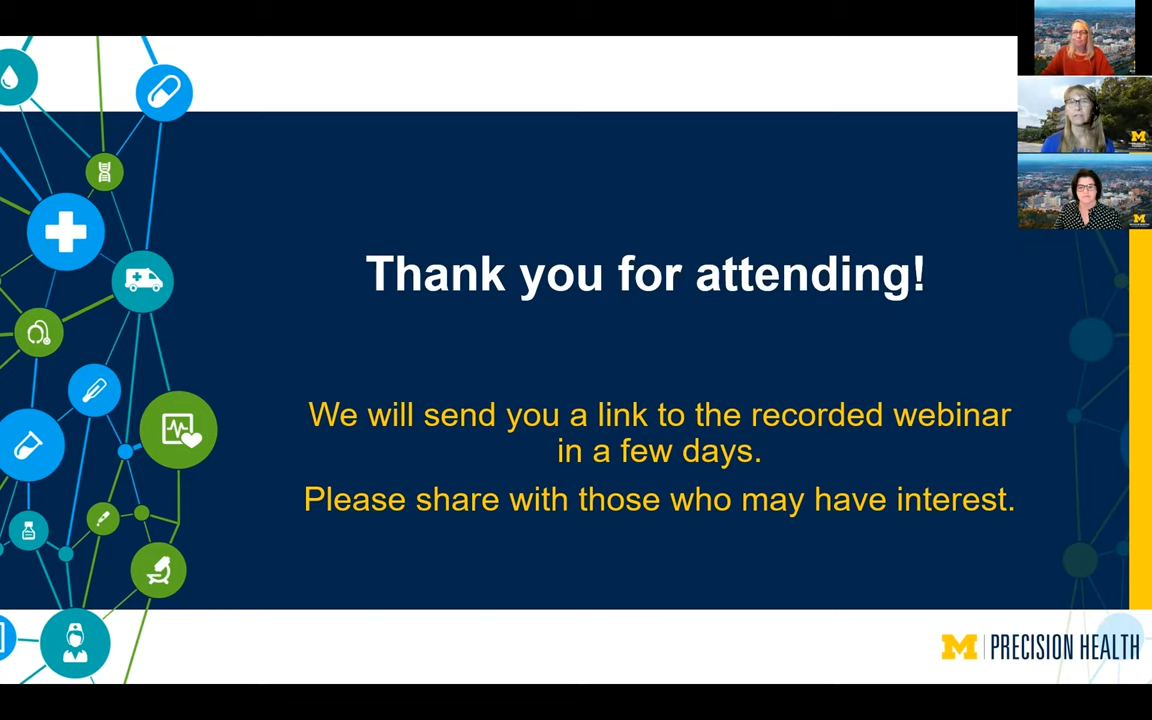 Thank you for attending!
We will send you a link to the recorded webinar
in a few days.
Please share with those who may have interest.
M PRECISION HEALTH